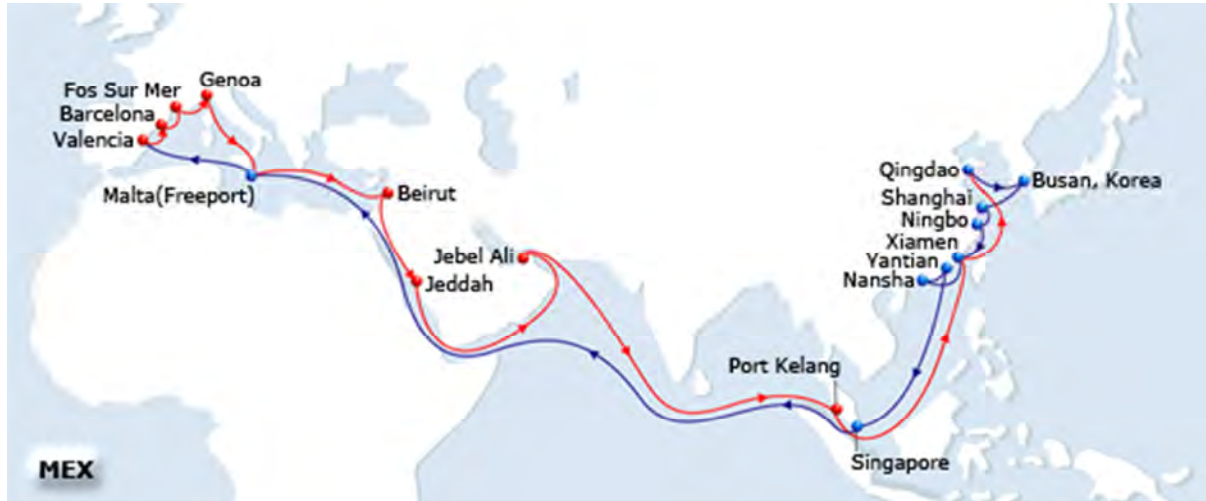 Genoa
Fos Sur Mer
Barcelona
Valencia
Malta(Freeport)
Beirut
Jebel Ali
Jeddah
Qingdao
Busan, Korea
Shanghai
Ningbo
Xiamen
Yantian
Nansha
Port Kelang
Singapore
MEX